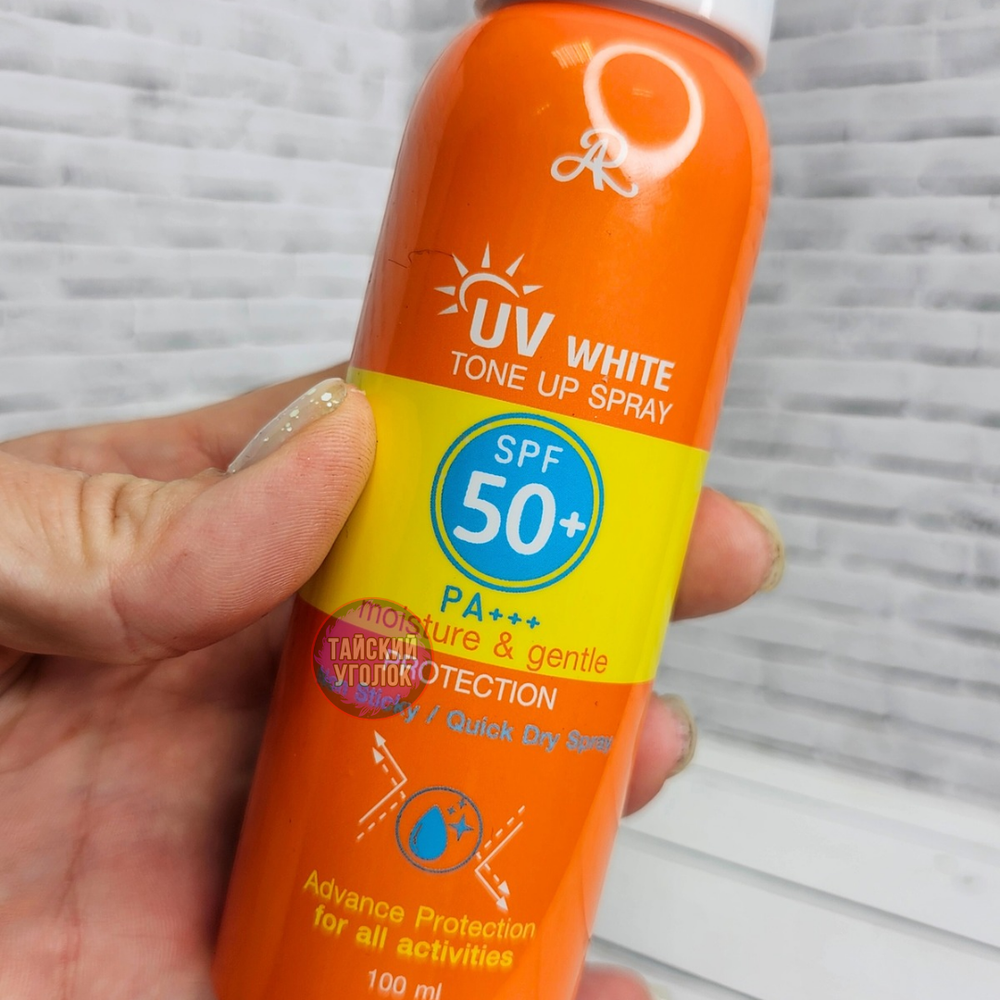 AR
UV WHITE
TONE UP SPRAY
SPF
50+
PA+++
moisture & gentle
PROTECTION
Sticky / Quick Dry Spray
ТАЙСКИЙ
УГОЛОК
Advance Protection
for all activities
100 ml